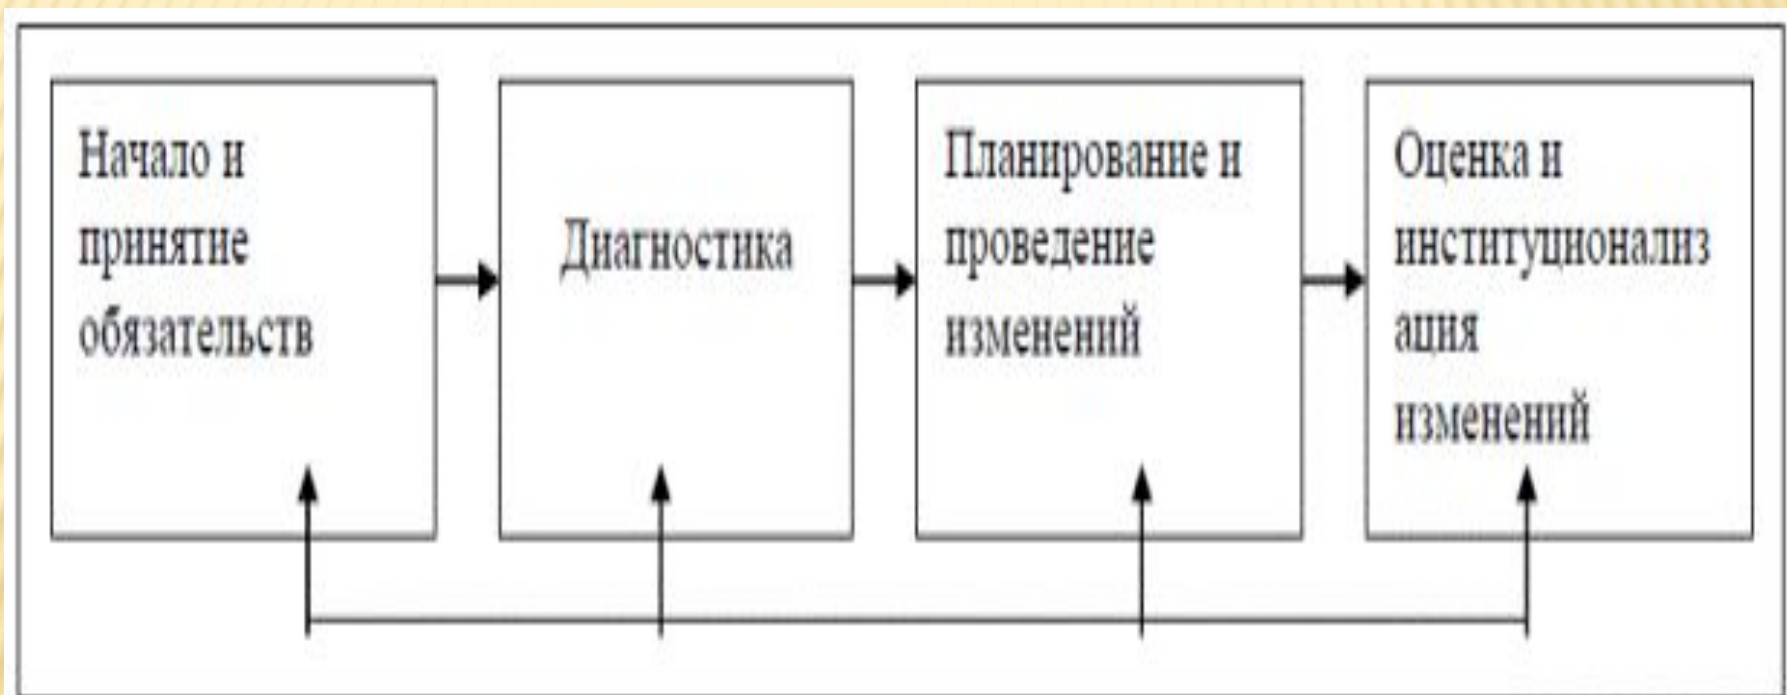 Начало и
принятие
обязательств
Диагностика
Планирование и
проведение
изменений
Оценка и
институционализ
ация
изменений